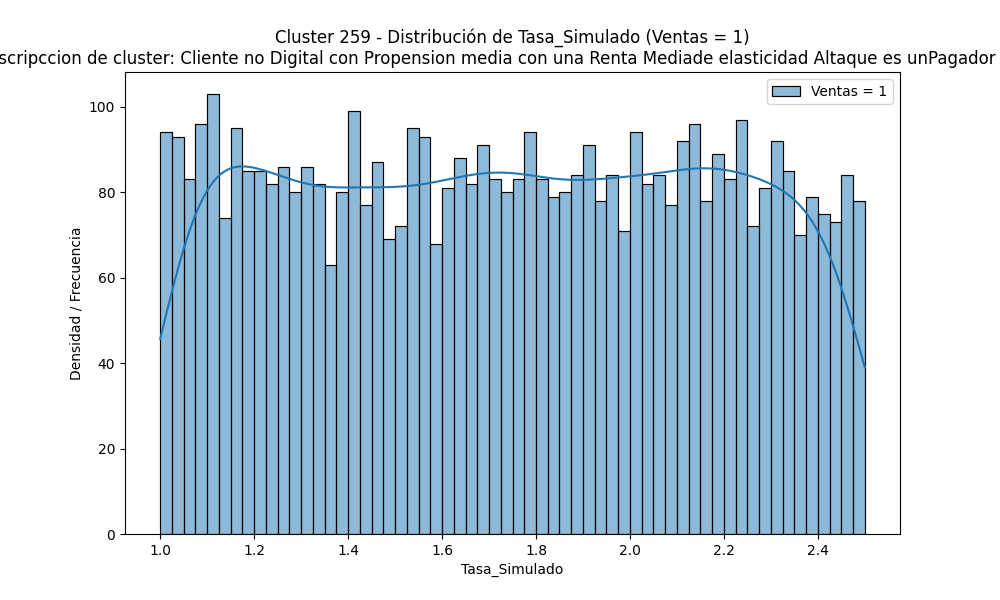 Cluster 259 - Distribución de Tasa_Simulado (Ventas = 1)
scripccion de cluster: Cliente no Digital con Propension media con una Renta Mediade elasticidad Altaque es unPagador
Ventas = 1
Densidad / Frecuencia
100
80
60
40
20
0
1.0 1.2 1.4 1.6 1.8 2.0 2.2 2.4
Tasa_Simulado